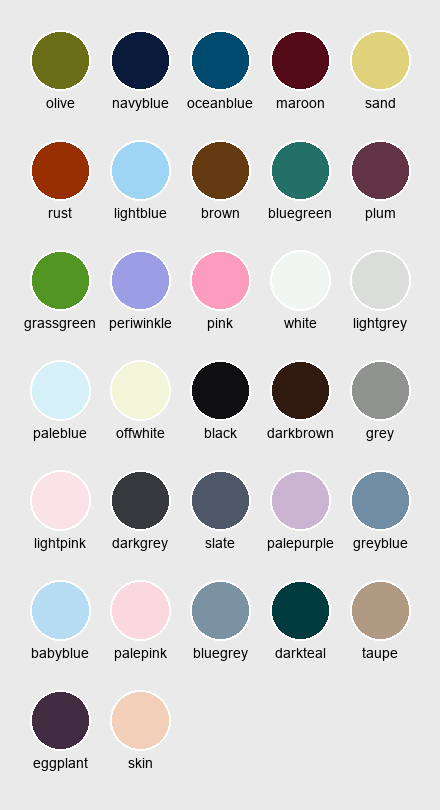 olive navyblue oceanblue maroon sand
rust lightblue brown bluegreen plum
grassgreen periwinkle pink white lightgrey
paleblue offwhite black darkbrown grey
lightpink darkgrey slate palepurple greyblue
babyblue palepink bluegrey darkteal taupe
eggplant skin